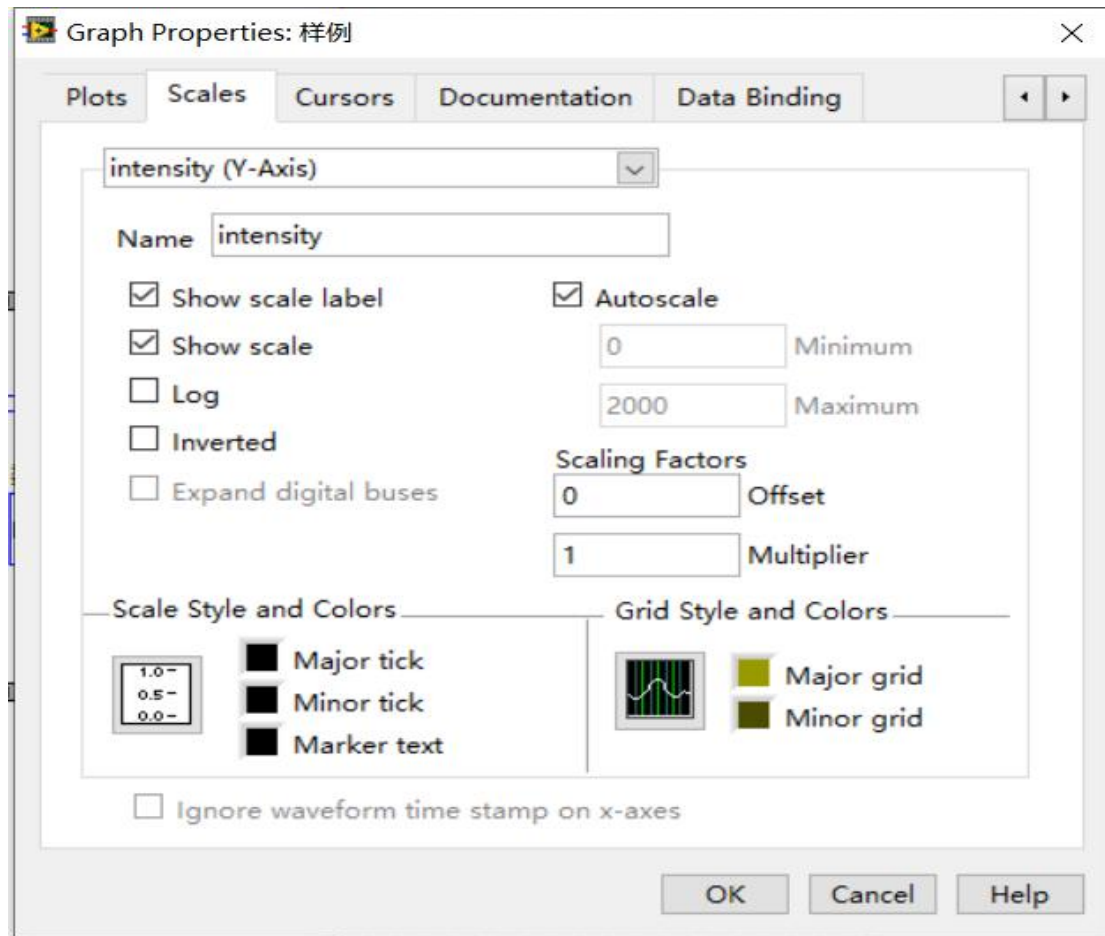 Graph Properties: 样例
Plots Scales Cursors Documentation Data Binding
intensity (Y-Axis)
Name intensity
Show scale label
Autoscale
Show scale
0 Minimum
Log
2000 Maximum
Inverted
Scaling Factors
Expand digital buses
0 Offset
1 Multiplier
Scale Style and Colors
Grid Style and Colors
1.0
0.5
0.0
Major tick
Minor tick
Marker text
Major grid
Minor grid
Ignore waveform time stamp on x-axes
OK Cancel Help